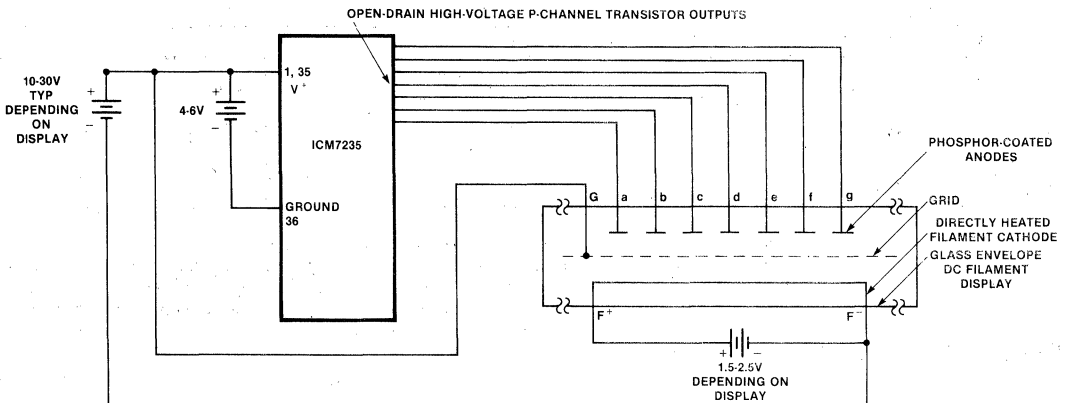 OPEN-DRAIN HIGH-VOLTAGE P-CHANNEL TRANSISTOR OUTPUTS
10-30V
TYP
DEPENDING
ON
DISPLAY
+
−
4-6V
+
−
1, 35
V+
ICM7235
GROUND
36
G a b c d e f g
PHOSPHOR-COATED
ANODES
GRID
DIRECTLY HEATED
FILAMENT CATHODE
GLASS ENVELOPE
DC FILAMENT
DISPLAY
F+
F−
+ −
1.5-2.5V
DEPENDING ON
DISPLAY